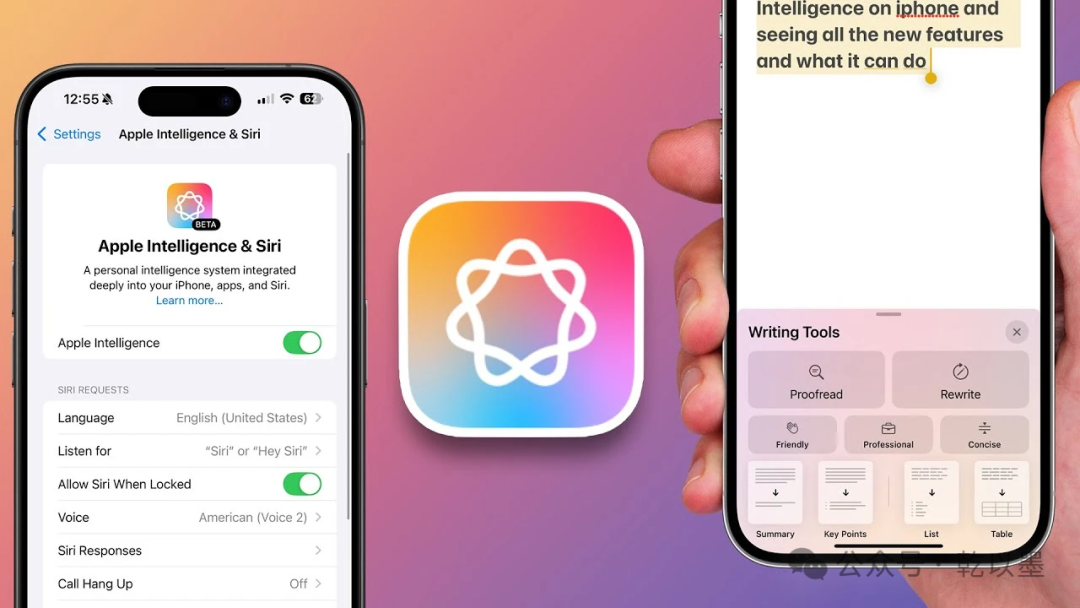 12:55
62
Settings
Apple Intelligence & Siri
BETA
Apple Intelligence & Siri
A personal intelligence system integrated
deeply into your iPhone, apps, and Siri.
Learn more...
Apple Intelligence
SIRI REQUESTS
Language English (United States)
Listen for “Siri” or “Hey Siri”
Allow Siri When Locked
Voice American (Voice 2)
Siri Responses
Call Hang Up Off
Intelligence on iphone and
seeing all the new features
and what it can do
Writing Tools
Proofread Rewrite
Friendly Professional Concise
Summary Key Points List Table
公众号 · 乾以墨